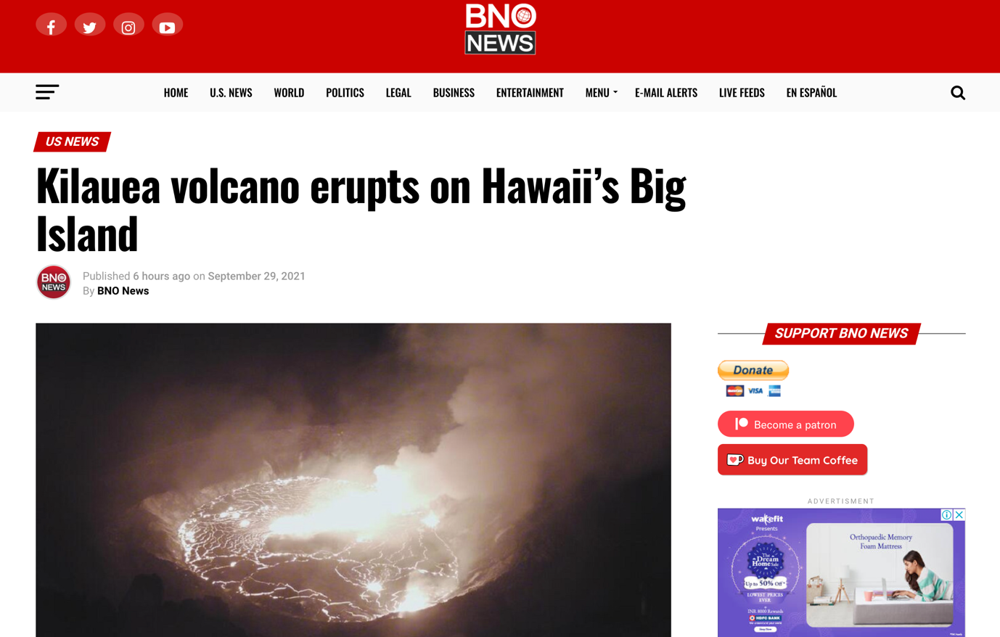 BNO
NEWS
HOME
U.S. NEWS
WORLD
POLITICS
LEGAL
BUSINESS
ENTERTAINMENT
MENU
E-MAIL ALERTS
LIVE FEEDS
EN ESPAÑOL
US NEWS
Kilauea volcano erupts on Hawaii’s Big
Island
BNO
NEWS
Published 6 hours ago on September 29, 2021
By BNO News
SUPPORT BNO NEWS
Donate
VISA
Become a patron
Buy Our Team Coffee
ADVERTISMENT
wakefit
Presents
The
Dream
Home Sale
Up to 50% Off*
LOWEST PRICES
EVER
INR 8000 Rewards
HDFC BANK
Orthopaedic Memory
Foam Mattress